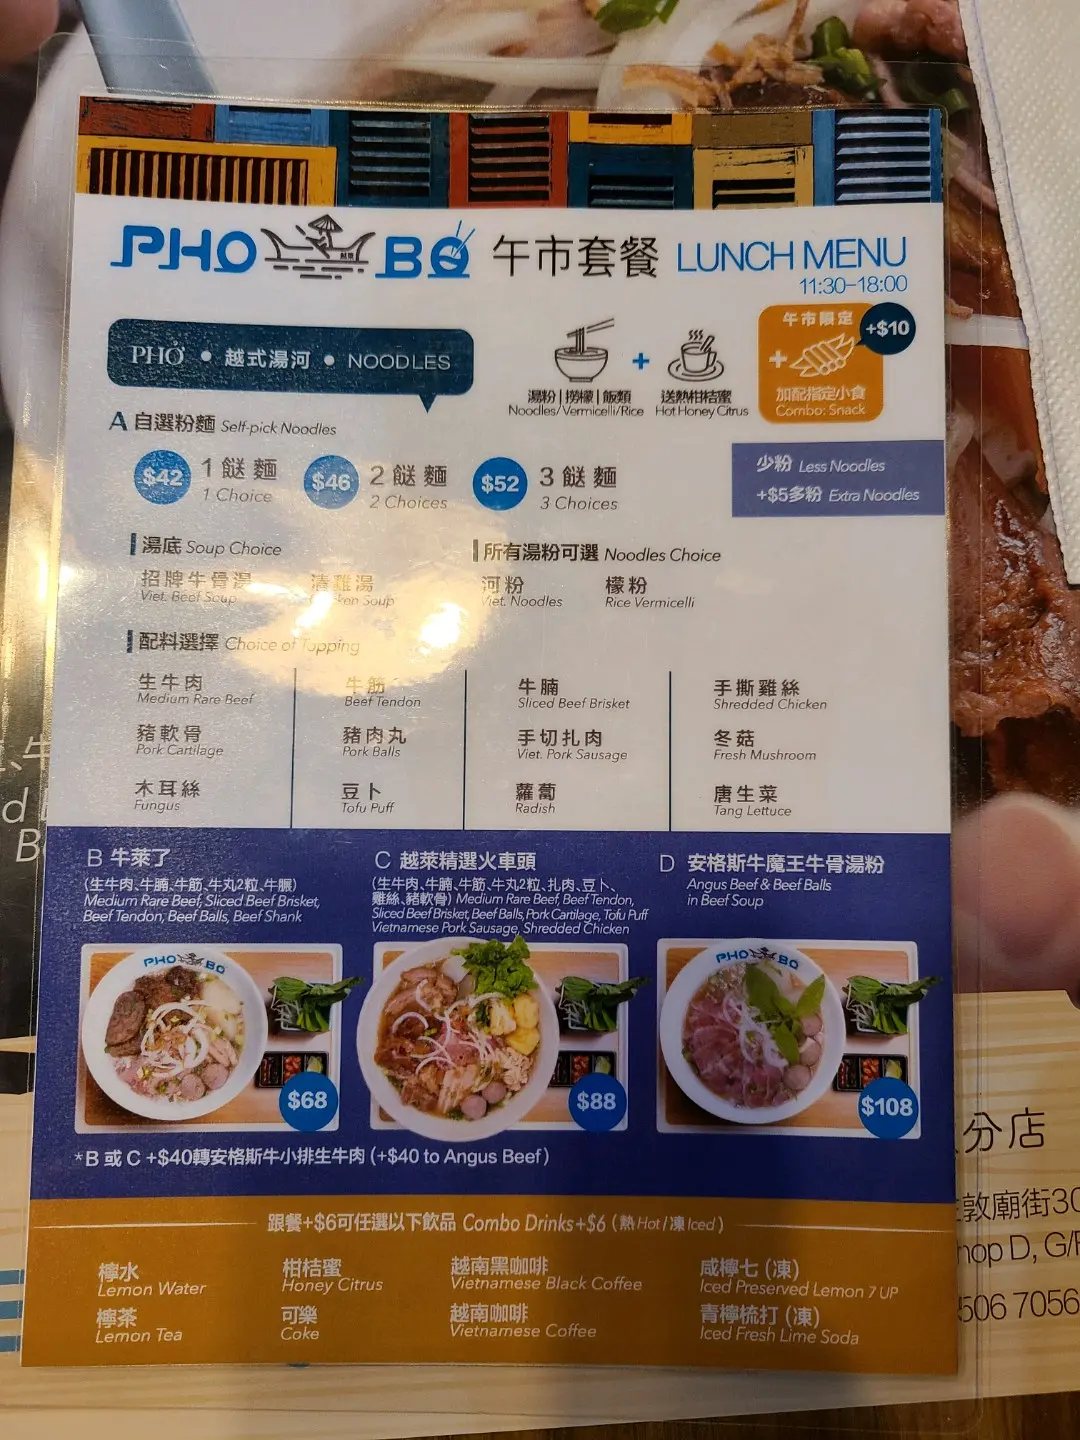 PHO BO 午市套餐 LUNCH MENU
11:30-18:00
PHỞ • 越式湯河 • NOODLES
湯粉 | 撈檬 | 飯類
Noodles/Vermicelli/Rice
+
送熱柑桔蜜
Hot Honey Citrus
午市限定
+$10
+
加配指定小食
Combo: Snack
A 自選粉麵 Self-pick Noodles
$42 1 餸 麵
1 Choice
$46 2 餸 麵
2 Choices
$52 3 餸 麵
3 Choices
少粉 Less Noodles
+$5多粉 Extra Noodles
湯底 Soup Choice
招牌牛骨湯
Viet. Beef Soup
清雞湯
Chicken Soup
所有湯粉可選 Noodles Choice
河粉
Viet. Noodles
檬粉
Rice Vermicelli
配料選擇 Choice of Topping
生牛肉
Medium Rare Beef
牛筋
Beef Tendon
牛腩
Sliced Beef Brisket
手撕雞絲
Shredded Chicken
豬軟骨
Pork Cartilage
豬肉丸
Pork Balls
手切扎肉
Viet. Pork Sausage
冬菇
Fresh Mushroom
木耳絲
Fungus
豆卜
Tofu Puff
蘿蔔
Radish
唐生菜
Tang Lettuce
B 牛萊了
(生牛肉、牛腩、牛筋、牛丸2粒、牛𦟌)
Medium Rare Beef, Sliced Beef Brisket,
Beef Tendon, Beef Balls, Beef Shank
PHO BO
$68
C 越萊精選火車頭
(生牛肉、牛腩、牛筋、牛丸2粒、扎肉、豆卜、
雞絲、豬軟骨) Medium Rare Beef, Beef Tendon,
Sliced Beef Brisket, Beef Balls, Pork Cartilage, Tofu Puff
Vietnamese Pork Sausage, Shredded Chicken
$88
D 安格斯牛魔王牛骨湯粉
Angus Beef & Beef Balls
in Beef Soup
PHO BO
$108
*B 或 C +$40轉安格斯牛小排生牛肉 (+$40 to Angus Beef)
跟餐+$6可任選以下飲品 Combo Drinks+$6 (熱 Hot / 凍 Iced)
檸水
Lemon Water
柑桔蜜
Honey Citrus
越南黑咖啡
Vietnamese Black Coffee
咸檸七 (凍)
Iced Preserved Lemon 7 UP
檸茶
Lemon Tea
可樂
Coke
越南咖啡
Vietnamese Coffee
青檸梳打 (凍)
Iced Fresh Lime Soda
分店
敦廟街30
hop D, G/F
506 7056